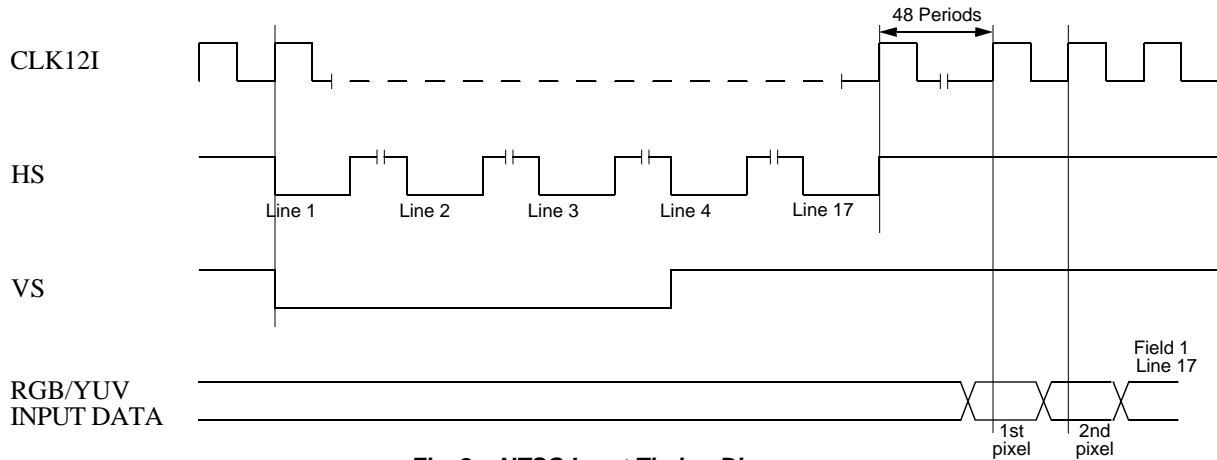 48 Periods
CLK12I
HS
Line 1 Line 2 Line 3 Line 4 Line 17
VS
Field 1
Line 17
RGB/YUV
INPUT DATA
1st
pixel
2nd
pixel